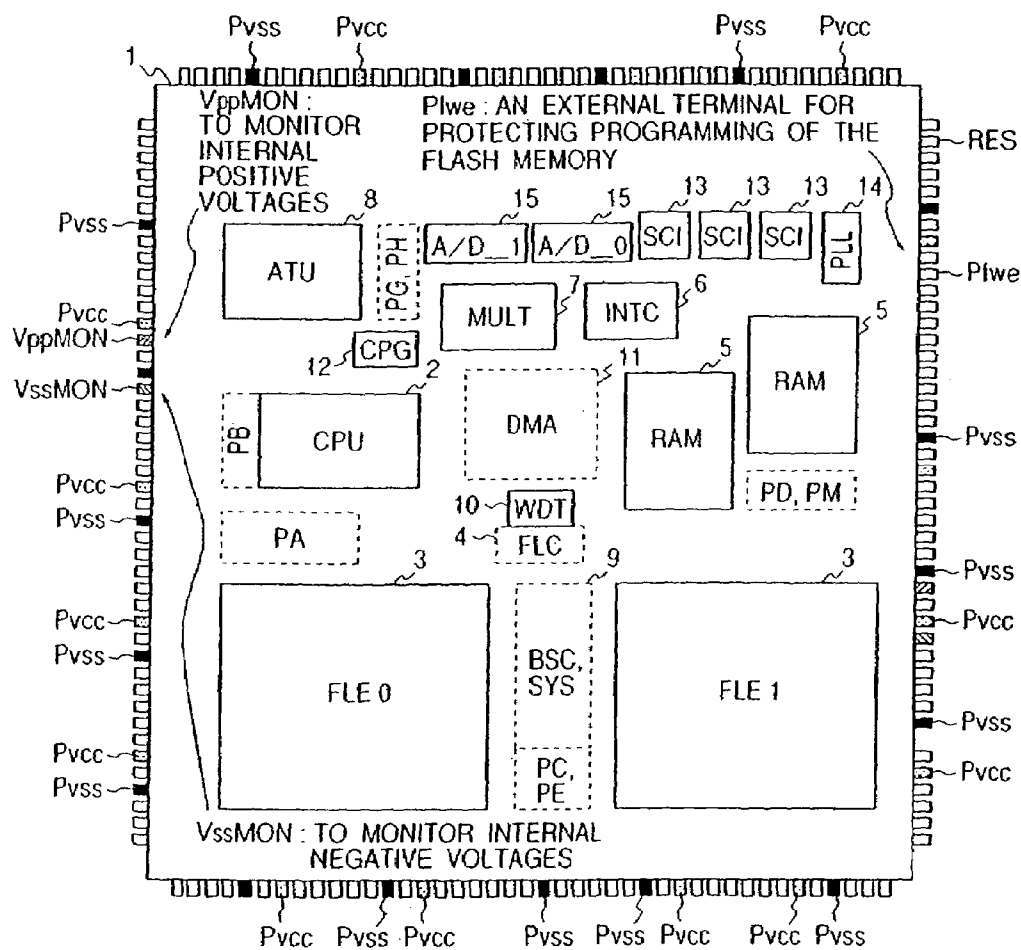 Pvss
Pvcc
Pvss
Pvcc
1
VppMON :
TO MONITOR
INTERNAL
POSITIVE
VOLTAGES
Pfwe : AN EXTERNAL TERMINAL FOR
PROTECTING PROGRAMMING OF THE
FLASH MEMORY
RES
8
15
15
13
13
13
14
Pvss
ATU
PG, PH
A/D_1
A/D_0
SCI
SCI
SCI
PLL
Pfwe
7
6
5
Pvcc
VppMON
MULT
INTC
12
CPG
VssMON
2
11
5
RAM
PB
CPU
DMA
RAM
Pvss
Pvcc
Pvss
10
WDT
PD, PM
PA
4
FLC
3
9
3
Pvss
Pvcc
Pvcc
Pvss
BSC,
SYS
FLE 0
FLE 1
Pvss
Pvcc
PC,
PE
Pvcc
Pvss
VssMON : TO MONITOR INTERNAL
NEGATIVE VOLTAGES
Pvcc
Pvss
Pvcc
Pvss
Pvss
Pvcc
Pvcc
Pvss